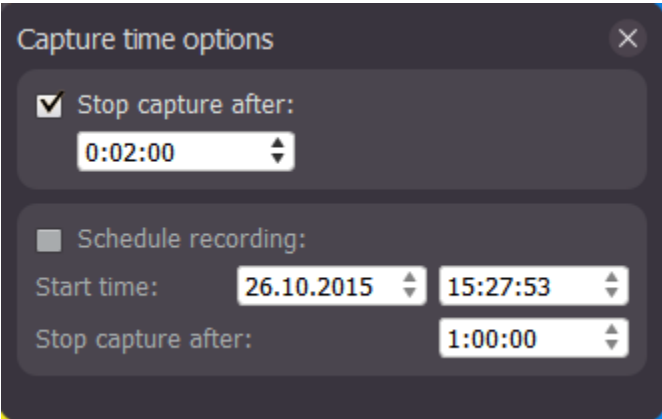 Capture time options
Stop capture after:
0:02:00
Schedule recording:
Start time: 26.10.2015 15:27:53
Stop capture after: 1:00:00